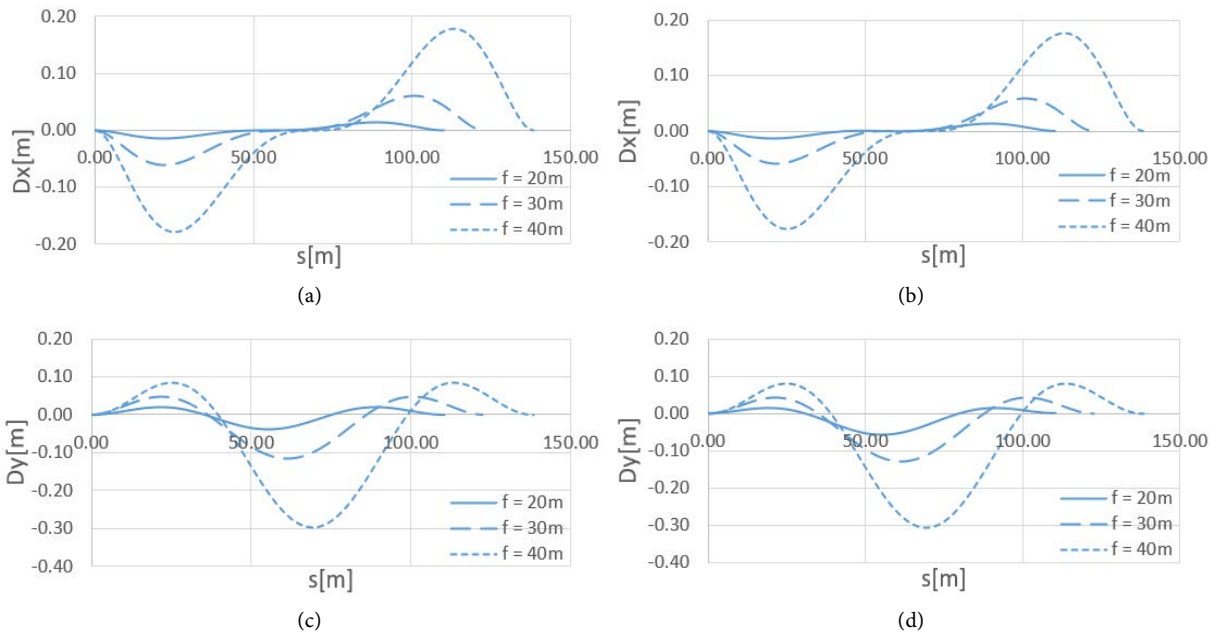 0.20
0.10
0.00
-0.10
-0.20
Dx[m]
0.00 50.00 100.00 150.00
f = 20m
f = 30m
f = 40m
s[m]
(a)
0.20
0.10
0.00
-0.10
-0.20
Dx[m]
0.00 50.00 100.00 150.00
f = 20m
f = 30m
f = 40m
s[m]
(b)
0.20
0.10
0.00
-0.10
-0.20
-0.30
-0.40
Dy[m]
0.00 50.00 100.00 150.00
f = 20m
f = 30m
f = 40m
s[m]
(c)
0.20
0.10
0.00
-0.10
-0.20
-0.30
-0.40
Dy[m]
0.00 50.00 100.00 150.00
f = 20m
f = 30m
f = 40m
s[m]
(d)